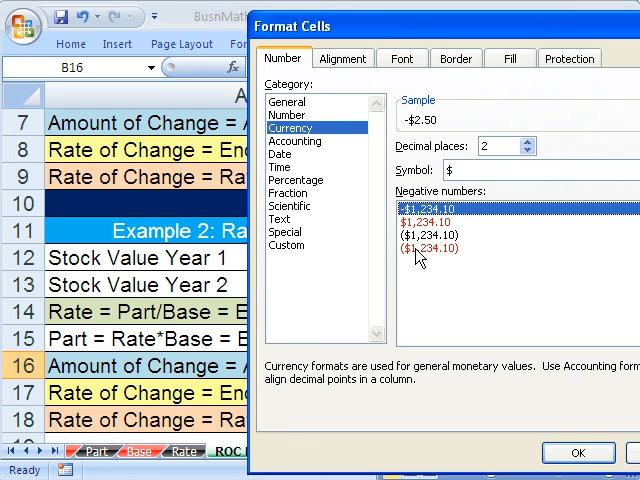 BusnMath
Format Cells
Home Insert Page Layout For
B16 fx
Number Alignment Font Border Fill Protection
Category:
General
Number
Currency
Accounting
Date
Time
Percentage
Fraction
Scientific
Text
Special
Custom
Sample
-$2.50
Decimal places: 2
Symbol: $
Negative numbers:
-$1,234.10
$1,234.10
($1,234.10)
($1,234.10)
Currency formats are used for general monetary values. Use Accounting form
align decimal points in a column.
OK
A
7 Amount of Change =
8 Rate of Change = End
9 Rate of Change = Ra
10
11 Example 2: Ra
12 Stock Value Year 1
13 Stock Value Year 2
14 Rate = Part/Base = E
15 Part = Rate*Base = E
16 Amount of Change =
17 Rate of Change = End
18 Rate of Change = Ra
Part Base Rate ROC
Ready